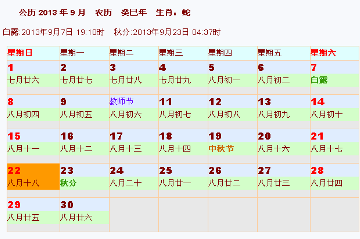 公历 2013 年 9 月　农历　癸巳年　生肖: 蛇
白露:2013年9月7日 19:10时　秋分:2013年9月23日 04:37时
星期日 星期一 星期二 星期三 星期四 星期五 星期六
1 2 3 4 5 6 7
七月廿六 七月廿七 七月廿八 七月廿九 八月初一 八月初二 白露
8 9 教师节 11 12 13 14
八月初四 八月初五 八月初六 八月初七 八月初八 八月初九 八月初十
15 16 17 18 19 20 21
八月十一 八月十二 八月十三 八月十四 中秋节 八月十六 八月十七
22 23 24 25 26 27 28
八月十八 秋分 八月二十 八月廿一 八月廿二 八月廿三 八月廿四
29 30
八月廿五 八月廿六